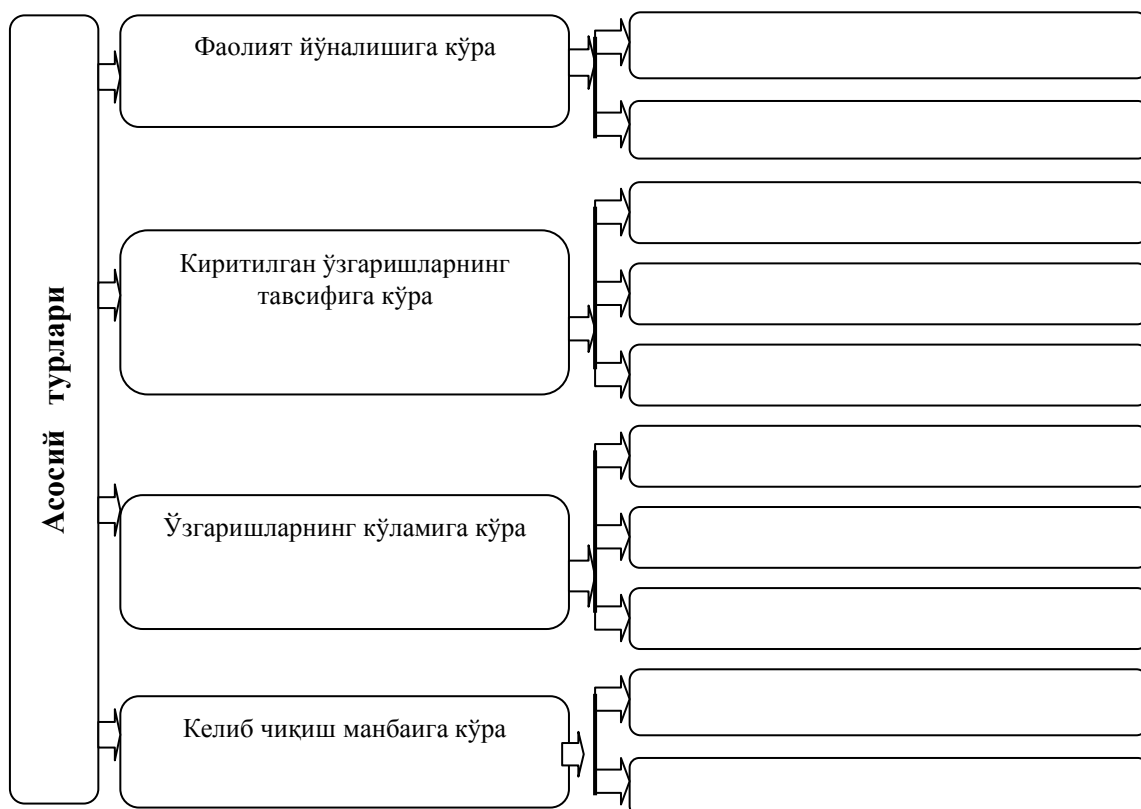 Асосий турлари
Фаолият йўналишига кўра
Киритилган ўзгаришларнинг
тавсифига кўра
Ўзгаришларнинг кўламига кўра
Келиб чиқиш манбаига кўра